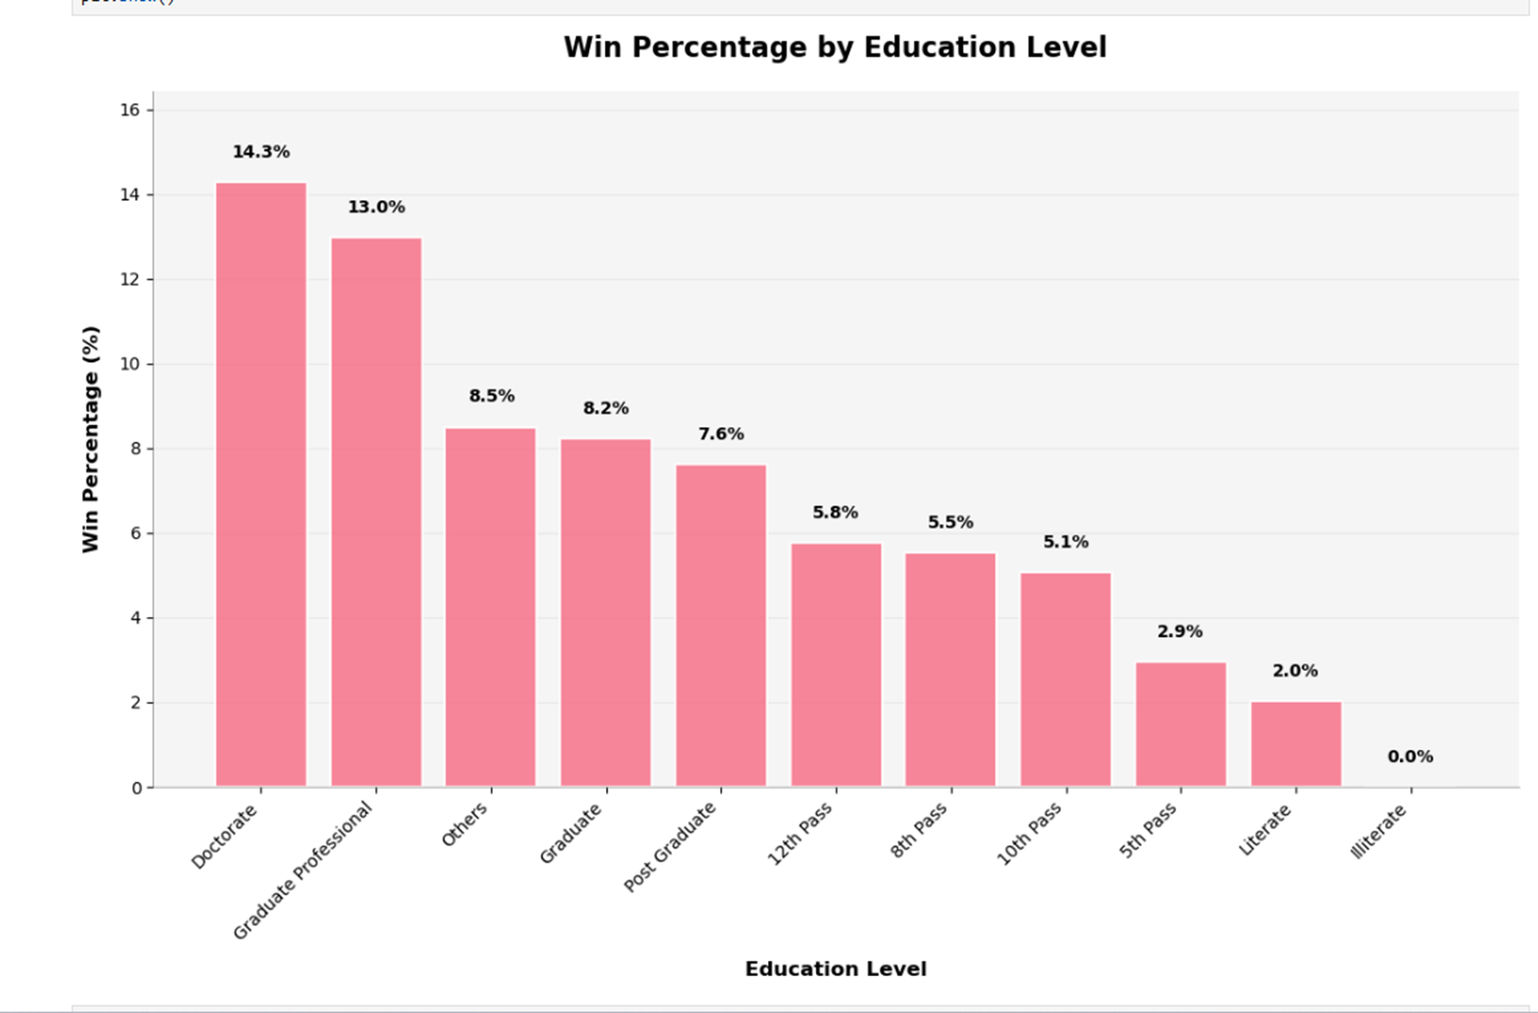 Win Percentage by Education Level
Win Percentage (%)
16
14
12
10
8
6
4
2
0
14.3%
13.0%
8.5%
8.2%
7.6%
5.8%
5.5%
5.1%
2.9%
2.0%
0.0%
Doctorate
Graduate Professional
Others
Graduate
Post Graduate
12th Pass
8th Pass
10th Pass
5th Pass
Literate
Illiterate
Education Level